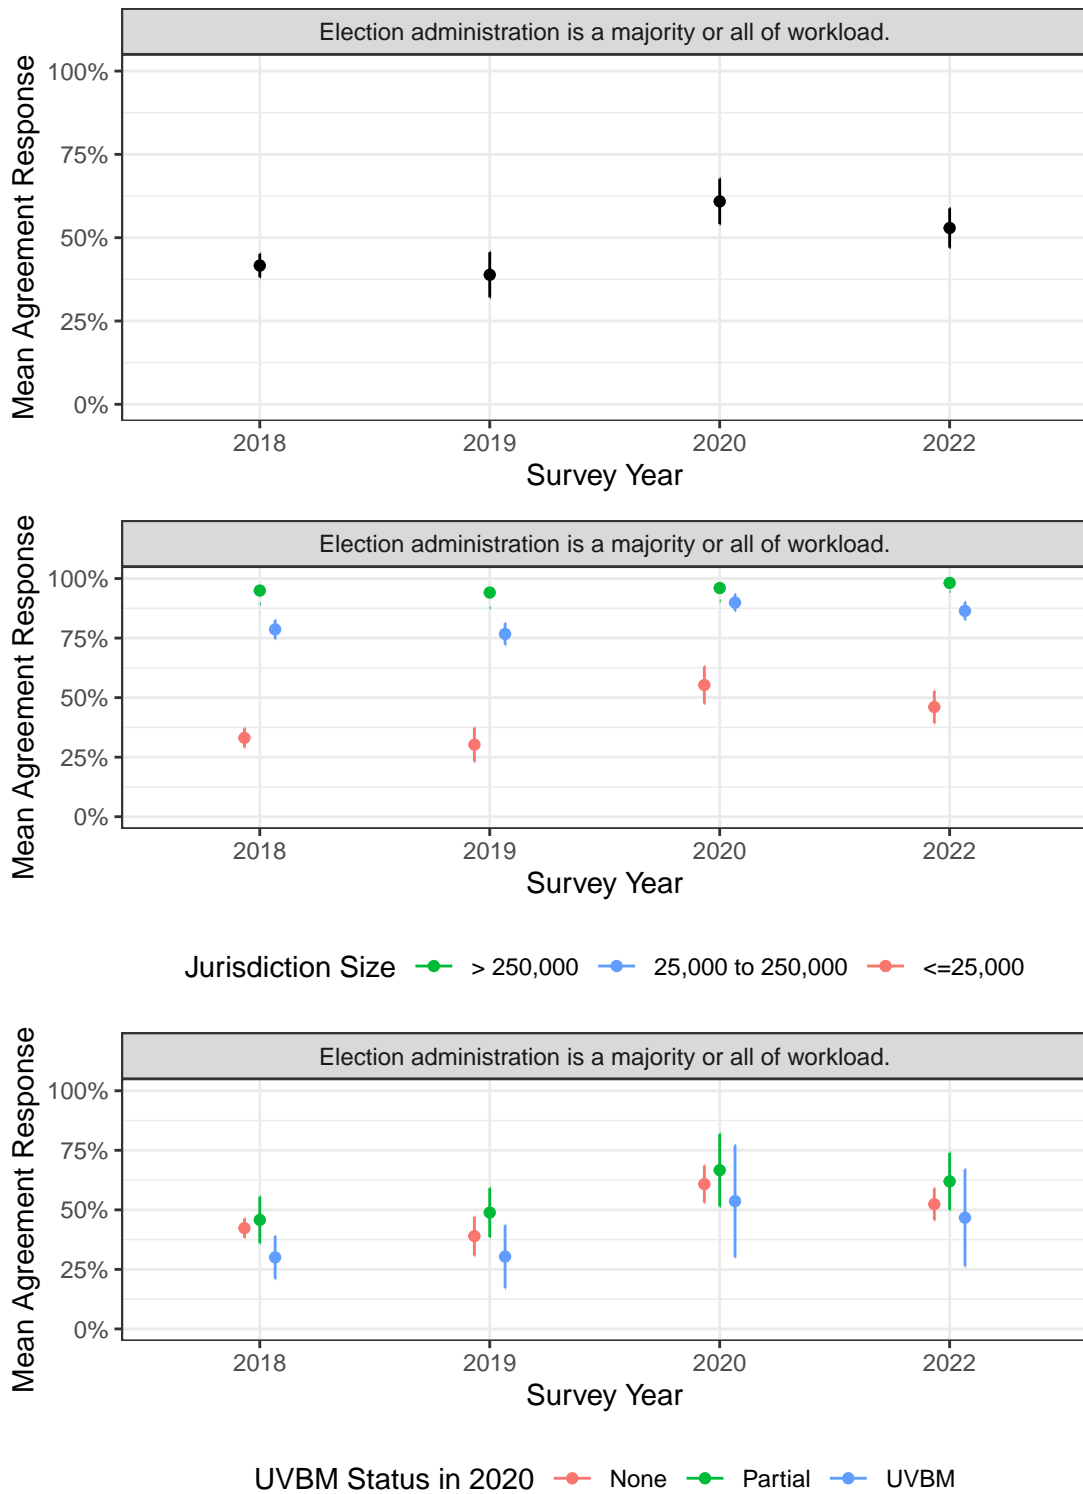 Election administration is a majority or all of workload.
Mean Agreement Response
100%
75%
50%
25%
0%
2018 2019 2020 2022
Survey Year
Election administration is a majority or all of workload.
Mean Agreement Response
100%
75%
50%
25%
0%
2018 2019 2020 2022
Survey Year
Jurisdiction Size > 250,000 25,000 to 250,000 <=25,000
Election administration is a majority or all of workload.
Mean Agreement Response
100%
75%
50%
25%
0%
2018 2019 2020 2022
Survey Year
UVBM Status in 2020 None Partial UVBM